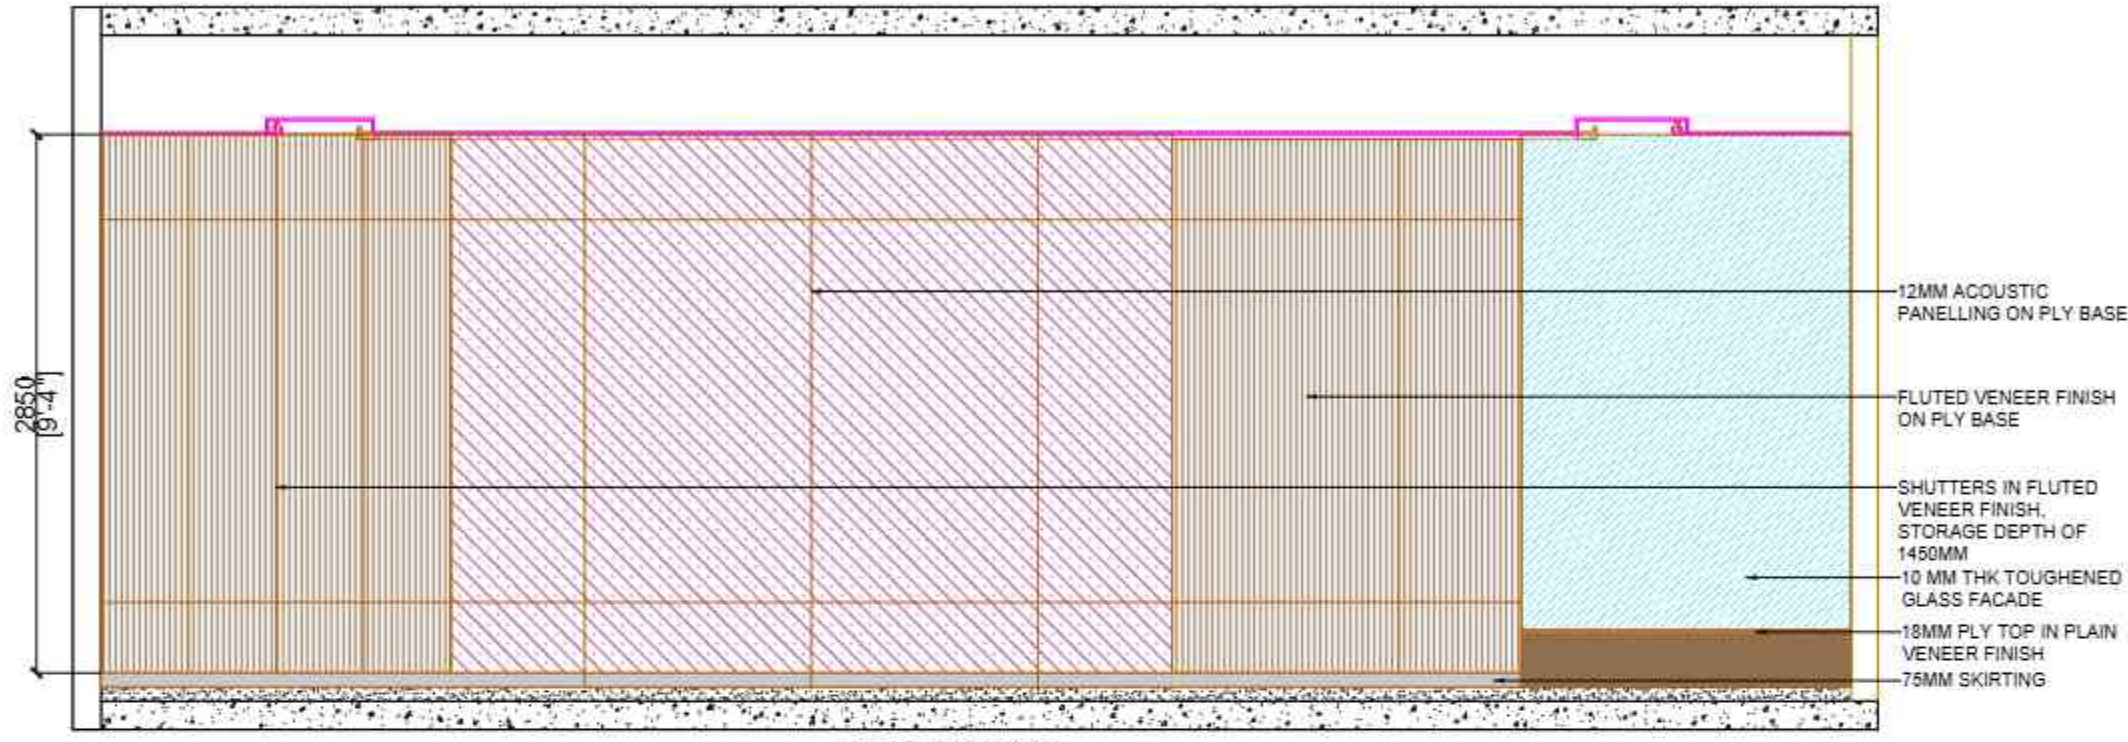 2850
[9'-4"]
12MM ACOUSTIC
PANELLING ON PLY BASE
FLUTED VENEER FINISH
ON PLY BASE
SHUTTERS IN FLUTED
VENEER FINISH,
STORAGE DEPTH OF
1450MM
10 MM THK TOUGHENED
GLASS FACADE
18MM PLY TOP IN PLAIN
VENEER FINISH
75MM SKIRTING